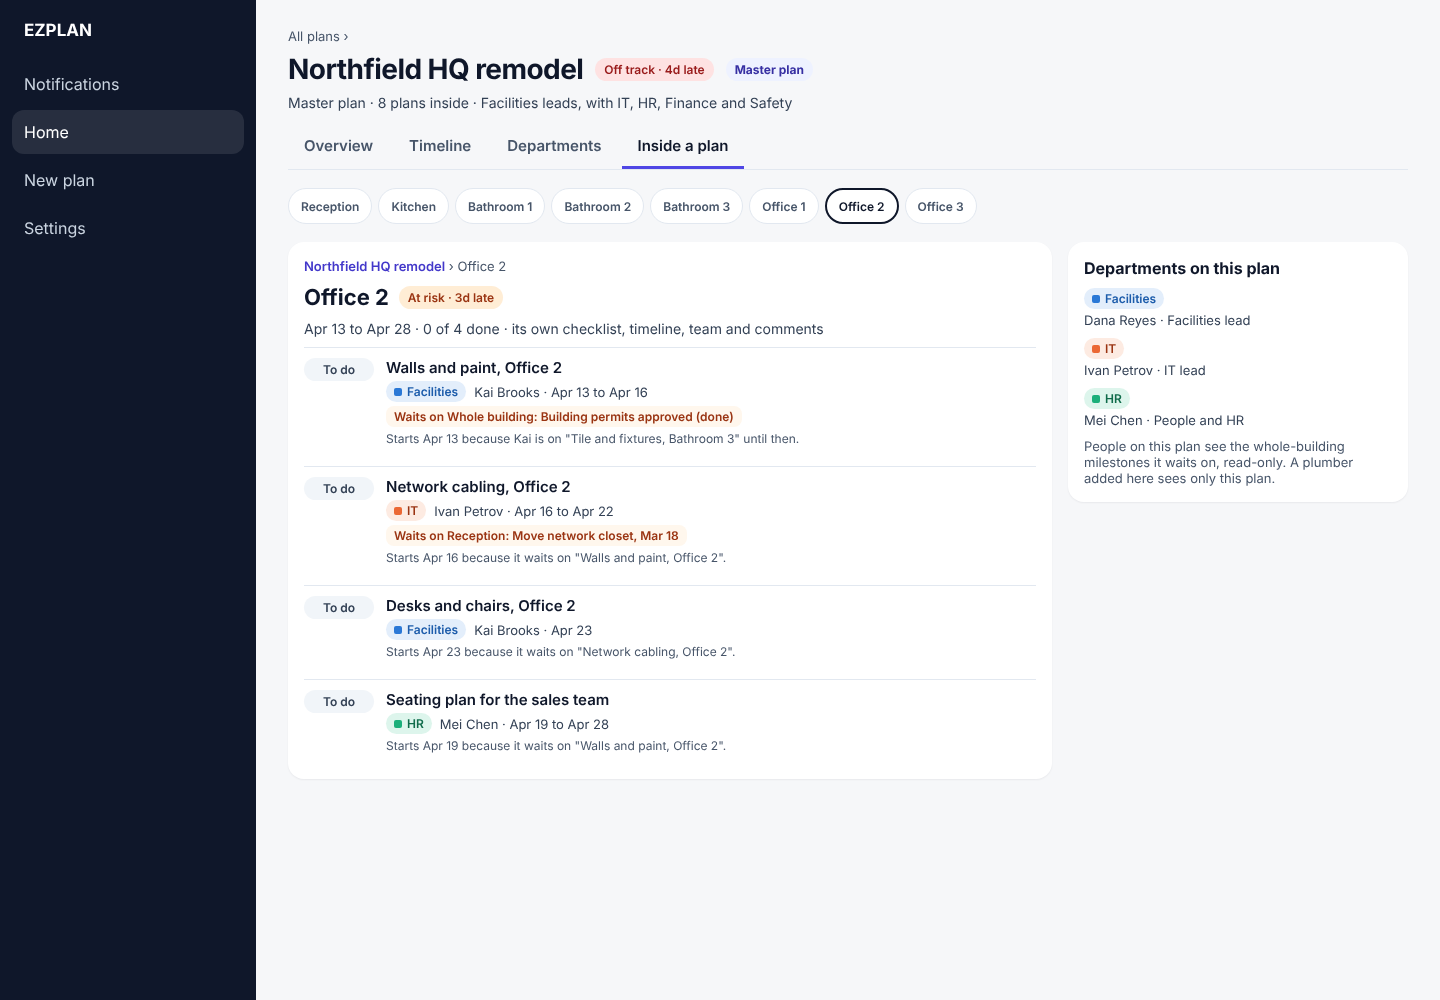 EZPLAN
Notifications
Home
New plan
Settings
All plans ›
Northfield HQ remodel Off track · 4d late Master plan
Master plan · 8 plans inside · Facilities leads, with IT, HR, Finance and Safety
Overview Timeline Departments Inside a plan
Reception Kitchen Bathroom 1 Bathroom 2 Bathroom 3 Office 1 Office 2 Office 3
Northfield HQ remodel › Office 2
Office 2 At risk · 3d late
Apr 13 to Apr 28 · 0 of 4 done · its own checklist, timeline, team and comments
To do Walls and paint, Office 2
Facilities Kai Brooks · Apr 13 to Apr 16
Waits on Whole building: Building permits approved (done)
Starts Apr 13 because Kai is on "Tile and fixtures, Bathroom 3" until then.
To do Network cabling, Office 2
IT Ivan Petrov · Apr 16 to Apr 22
Waits on Reception: Move network closet, Mar 18
Starts Apr 16 because it waits on "Walls and paint, Office 2".
To do Desks and chairs, Office 2
Facilities Kai Brooks · Apr 23
Starts Apr 23 because it waits on "Network cabling, Office 2".
To do Seating plan for the sales team
HR Mei Chen · Apr 19 to Apr 28
Starts Apr 19 because it waits on "Walls and paint, Office 2".
Departments on this plan
Facilities
Dana Reyes · Facilities lead
IT
Ivan Petrov · IT lead
HR
Mei Chen · People and HR
People on this plan see the whole-building
milestones it waits on, read-only. A plumber
added here sees only this plan.